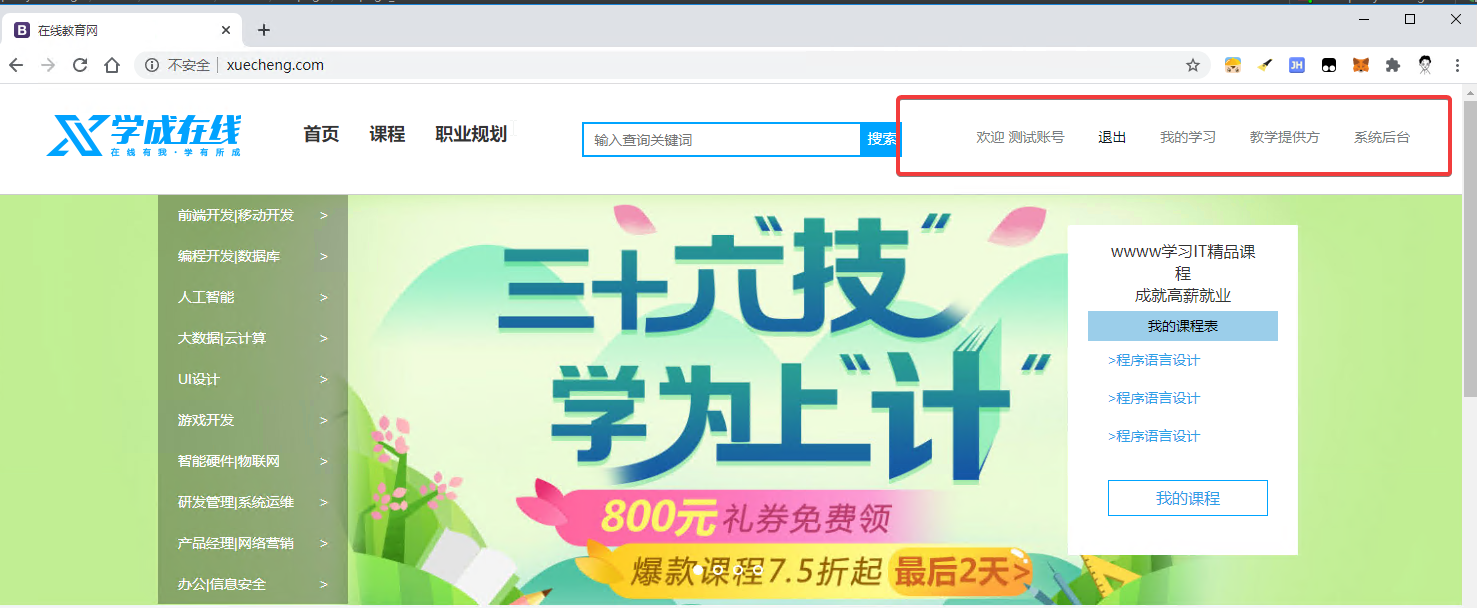 在线教育网
不安全 xuecheng.com
JH
学成在线
在线有我·学有所成
首页 课程 职业规划
输入查询关键词 搜索
欢迎 测试账号 退出 我的学习 教学提供方 系统后台
前端开发|移动开发 >
编程开发|数据库 >
人工智能 >
大数据|云计算 >
UI设计 >
游戏开发 >
智能硬件|物联网 >
研发管理|系统运维 >
产品经理|网络营销 >
办公|信息安全 >
三十六“技“
学为上“计“
800元礼券免费领
爆款课程7.5折起 最后2天>
wwww学习IT精品课
程
成就高薪就业
我的课程表
>程序语言设计
>程序语言设计
>程序语言设计
我的课程